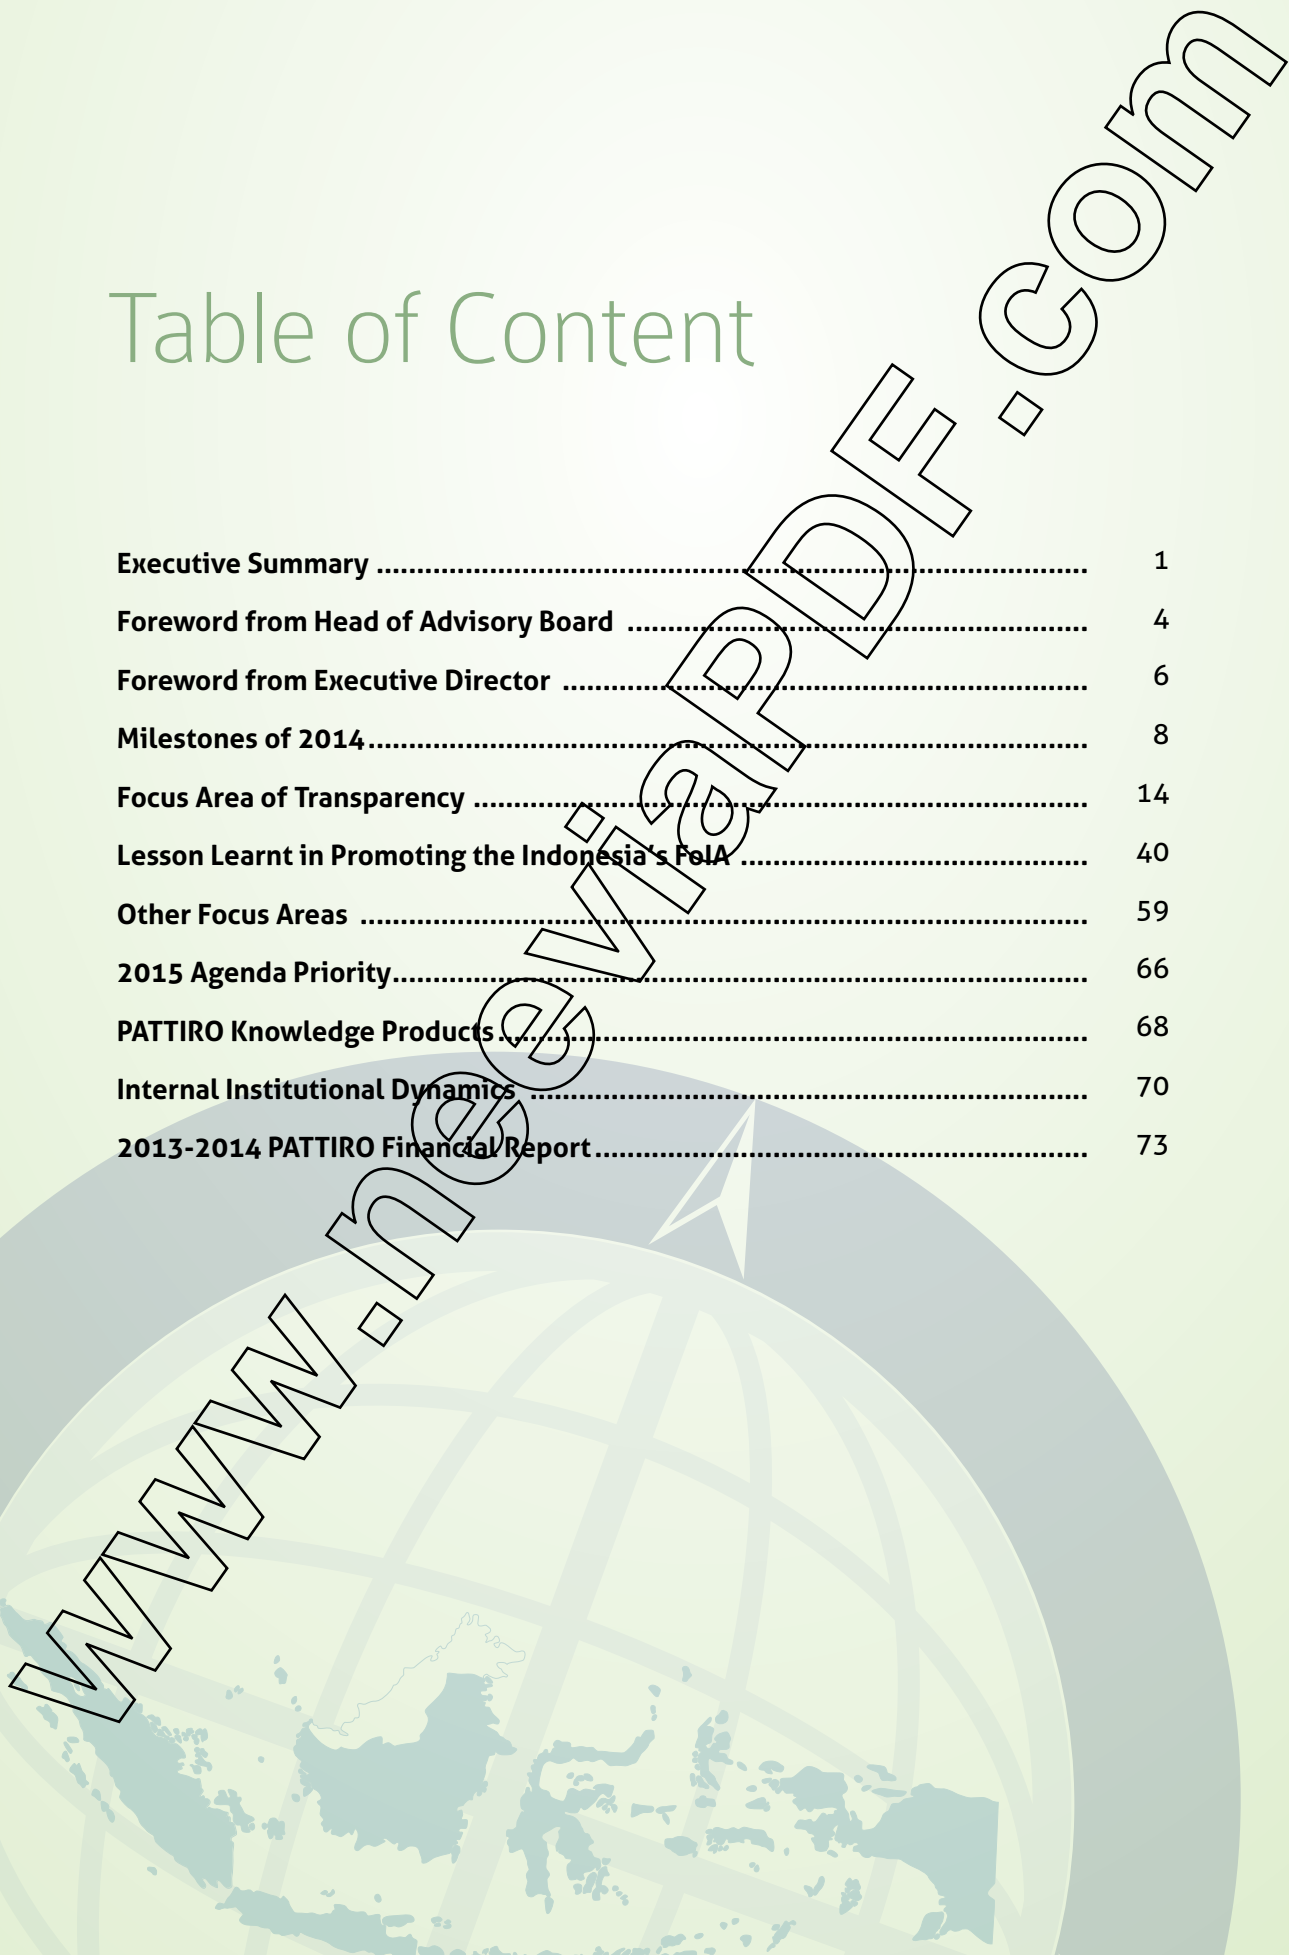 Table of Content
Executive Summary ........................................................................................ 1
Foreword from Head of Advisory Board ......................................................... 4
Foreword from Executive Director ................................................................. 6
Milestones of 2014......................................................................................... 8
Focus Area of Transparency ............................................................................ 14
Lesson Learnt in Promoting the Indonesia's FoIA ........................................... 40
Other Focus Areas .......................................................................................... 59
2015 Agenda Priority...................................................................................... 66
PATTIRO Knowledge Products......................................................................... 68
Internal Institutional Dynamics ..................................................................... 70
2013-2014 PATTIRO Financial Report............................................................. 73
www.neeviaPDF.com